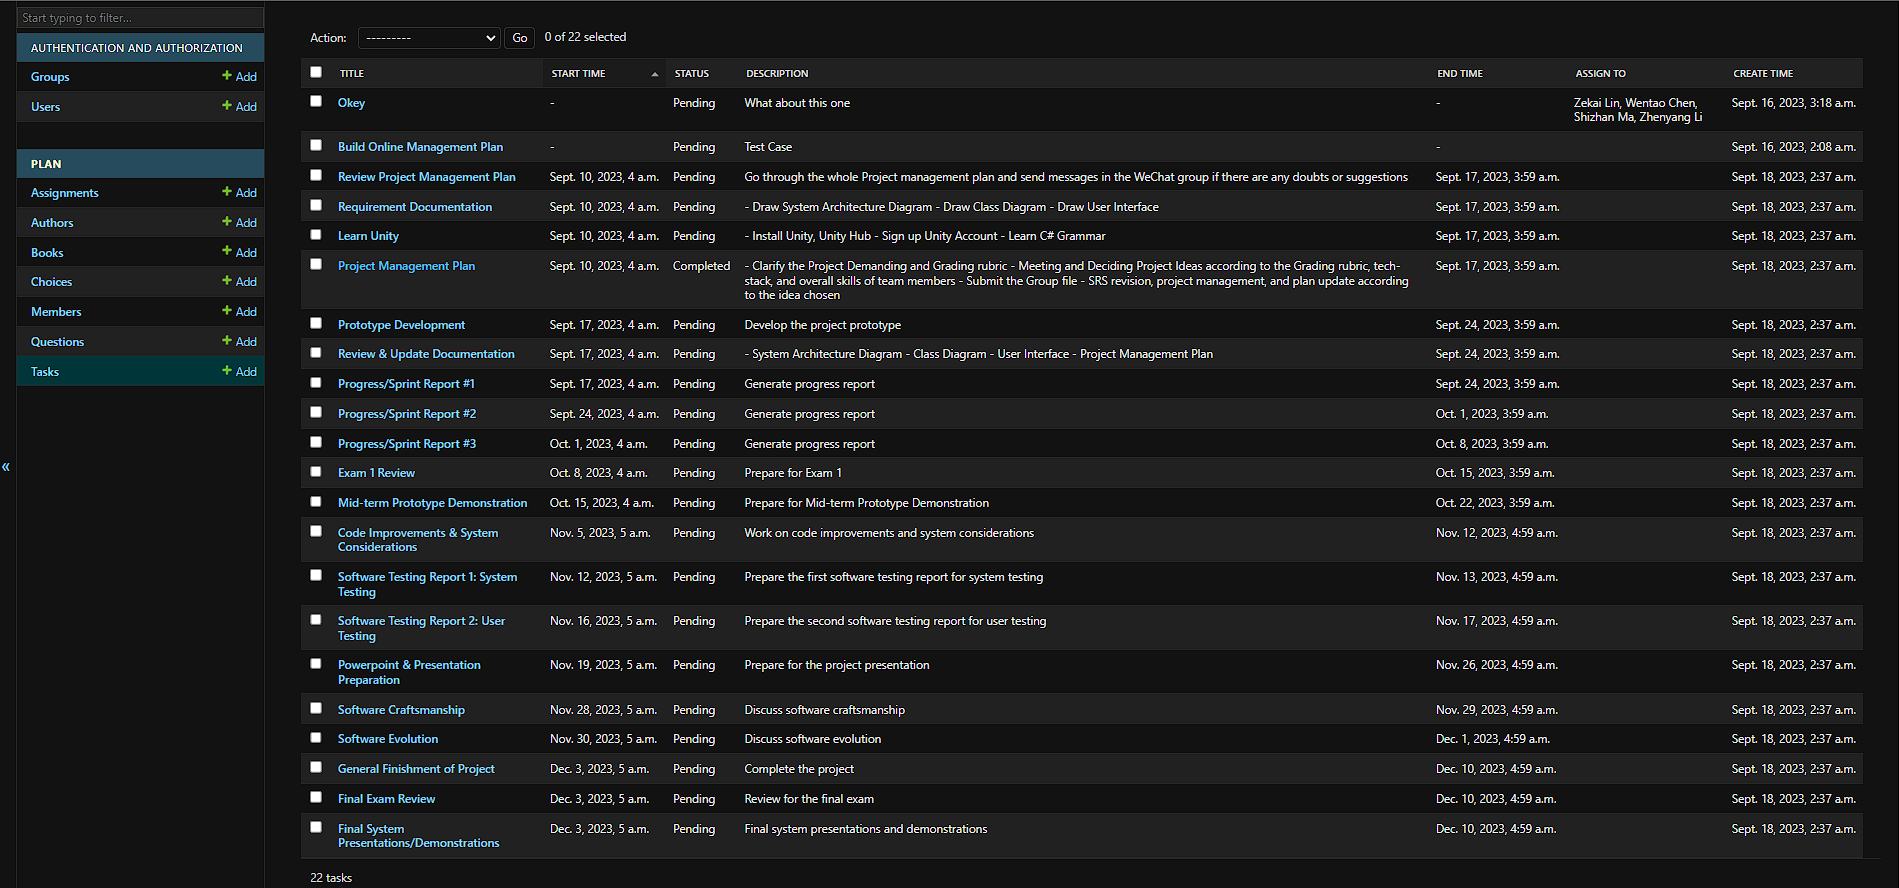 Start typing to filter...
AUTHENTICATION AND AUTHORIZATION
Groups + Add
Users + Add
PLAN
Assignments + Add
Authors + Add
Books + Add
Choices + Add
Members + Add
Questions + Add
Tasks + Add
«
Action: --------- Go 0 of 22 selected
TITLE START TIME STATUS DESCRIPTION END TIME ASSIGN TO CREATE TIME
Okey - Pending What about this one - Zekai Lin, Wentao Chen, Sept. 16, 2023, 3:18 a.m.
Shizhan Ma, Zhenyang Li
Build Online Management Plan - Pending Test Case - Sept. 16, 2023, 2:08 a.m.
Review Project Management Plan Sept. 10, 2023, 4 a.m. Pending Go through the whole Project management plan and send messages in the WeChat group if there are any doubts or suggestions Sept. 17, 2023, 3:59 a.m. Sept. 18, 2023, 2:37 a.m.
Requirement Documentation Sept. 10, 2023, 4 a.m. Pending - Draw System Architecture Diagram - Draw Class Diagram - Draw User Interface Sept. 17, 2023, 3:59 a.m. Sept. 18, 2023, 2:37 a.m.
Learn Unity Sept. 10, 2023, 4 a.m. Pending - Install Unity, Unity Hub - Sign up Unity Account - Learn C# Grammar Sept. 17, 2023, 3:59 a.m. Sept. 18, 2023, 2:37 a.m.
Project Management Plan Sept. 10, 2023, 4 a.m. Completed - Clarify the Project Demanding and Grading rubric - Meeting and Deciding Project Ideas according to the Grading rubric, tech- Sept. 17, 2023, 3:59 a.m. Sept. 18, 2023, 2:37 a.m.
stack, and overall skills of team members - Submit the Group file - SRS revision, project management, and plan update according
to the idea chosen
Prototype Development Sept. 17, 2023, 4 a.m. Pending Develop the project prototype Sept. 24, 2023, 3:59 a.m. Sept. 18, 2023, 2:37 a.m.
Review & Update Documentation Sept. 17, 2023, 4 a.m. Pending - System Architecture Diagram - Class Diagram - User Interface - Project Management Plan Sept. 24, 2023, 3:59 a.m. Sept. 18, 2023, 2:37 a.m.
Progress/Sprint Report #1 Sept. 17, 2023, 4 a.m. Pending Generate progress report Sept. 24, 2023, 3:59 a.m. Sept. 18, 2023, 2:37 a.m.
Progress/Sprint Report #2 Sept. 24, 2023, 4 a.m. Pending Generate progress report Oct. 1, 2023, 3:59 a.m. Sept. 18, 2023, 2:37 a.m.
Progress/Sprint Report #3 Oct. 1, 2023, 4 a.m. Pending Generate progress report Oct. 8, 2023, 3:59 a.m. Sept. 18, 2023, 2:37 a.m.
Exam 1 Review Oct. 8, 2023, 4 a.m. Pending Prepare for Exam 1 Oct. 15, 2023, 3:59 a.m. Sept. 18, 2023, 2:37 a.m.
Mid-term Prototype Demonstration Oct. 15, 2023, 4 a.m. Pending Prepare for Mid-term Prototype Demonstration Oct. 22, 2023, 3:59 a.m. Sept. 18, 2023, 2:37 a.m.
Code Improvements & System Nov. 5, 2023, 5 a.m. Pending Work on code improvements and system considerations Nov. 12, 2023, 4:59 a.m. Sept. 18, 2023, 2:37 a.m.
Considerations
Software Testing Report 1: System Nov. 12, 2023, 5 a.m. Pending Prepare the first software testing report for system testing Nov. 13, 2023, 4:59 a.m. Sept. 18, 2023, 2:37 a.m.
Testing
Software Testing Report 2: User Nov. 16, 2023, 5 a.m. Pending Prepare the second software testing report for user testing Nov. 17, 2023, 4:59 a.m. Sept. 18, 2023, 2:37 a.m.
Testing
Powerpoint & Presentation Nov. 19, 2023, 5 a.m. Pending Prepare for the project presentation Nov. 26, 2023, 4:59 a.m. Sept. 18, 2023, 2:37 a.m.
Preparation
Software Craftsmanship Nov. 28, 2023, 5 a.m. Pending Discuss software craftsmanship Nov. 29, 2023, 4:59 a.m. Sept. 18, 2023, 2:37 a.m.
Software Evolution Nov. 30, 2023, 5 a.m. Pending Discuss software evolution Dec. 1, 2023, 4:59 a.m. Sept. 18, 2023, 2:37 a.m.
General Finishment of Project Dec. 3, 2023, 5 a.m. Pending Complete the project Dec. 10, 2023, 4:59 a.m. Sept. 18, 2023, 2:37 a.m.
Final Exam Review Dec. 3, 2023, 5 a.m. Pending Review for the final exam Dec. 10, 2023, 4:59 a.m. Sept. 18, 2023, 2:37 a.m.
Final System Dec. 3, 2023, 5 a.m. Pending Final system presentations and demonstrations Dec. 10, 2023, 4:59 a.m. Sept. 18, 2023, 2:37 a.m.
Presentations/Demonstrations
22 tasks